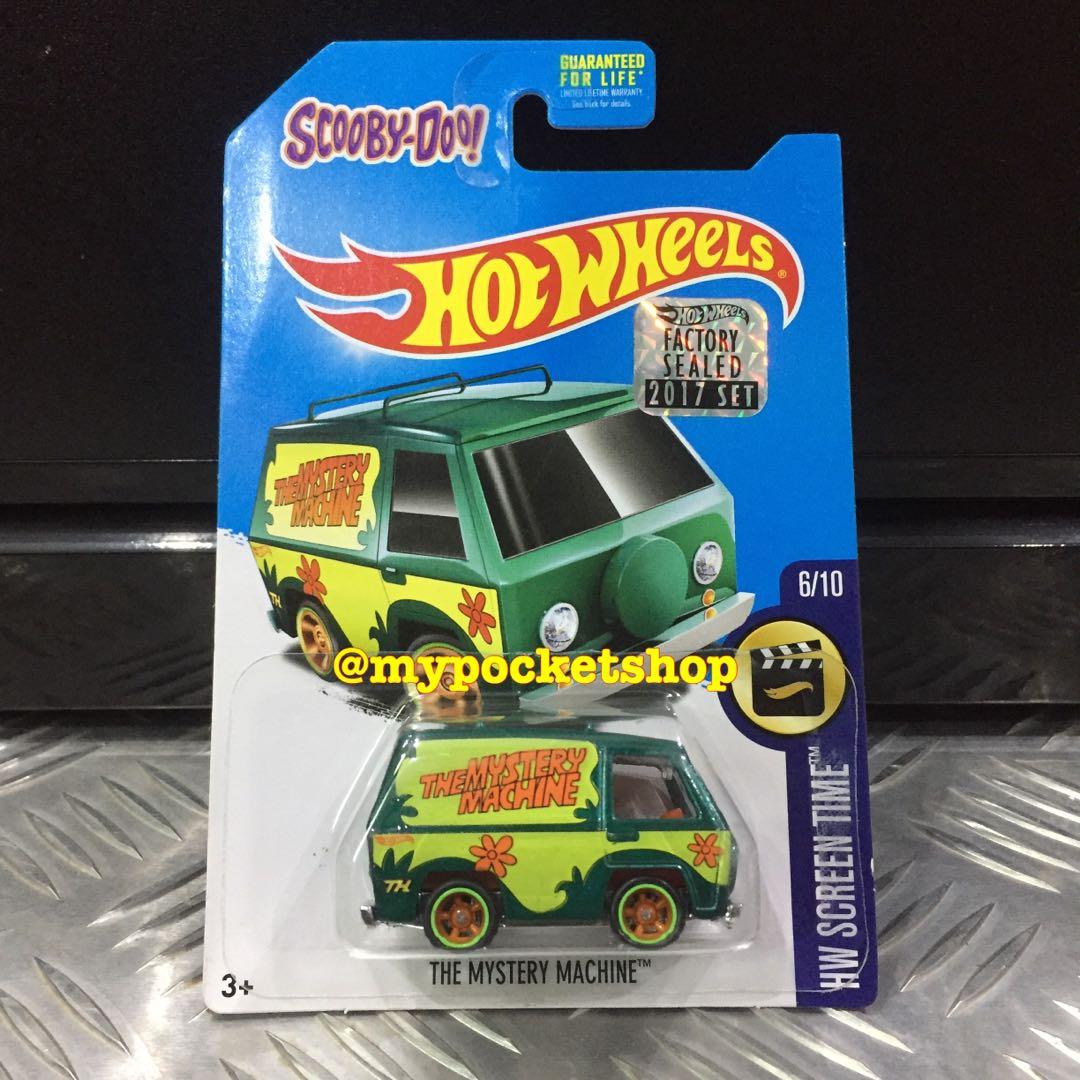 GUARANTEED
FOR LIFE*
LIMITED LIFETIME WARRANTY
See back for details.
SCOOBY-DOO!
HOT WHEELS®
HOT WHEELS
FACTORY
SEALED
2017 SET
THE MYSTERY
MACHINE
TH
6/10
@mypocketshop
THE MYSTERY
MACHINE
TH
HW SCREEN TIME™
THE MYSTERY MACHINE™
3+